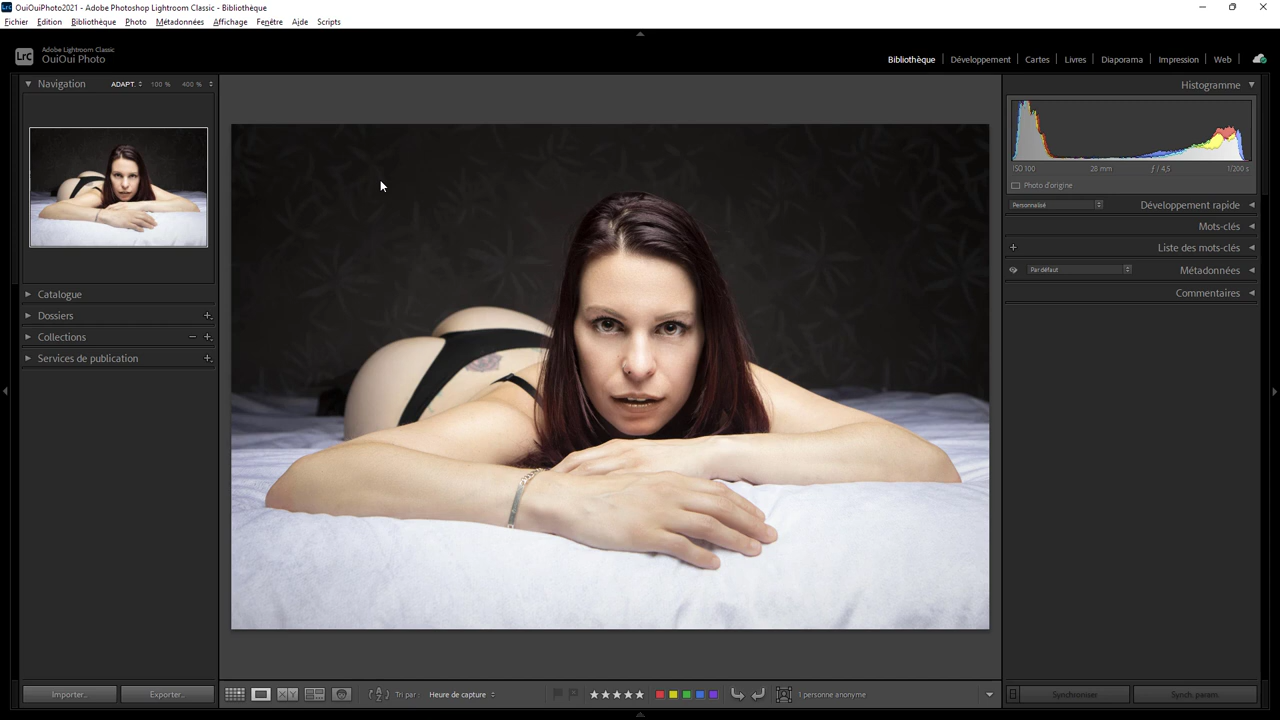 OuiOuiPhoto2021 - Adobe Photoshop Lightroom Classic - Bibliothèque
Fichier Edition Bibliothèque Photo Métadonnées Affichage Fenêtre Aide Scripts
Lrc
Adobe Lightroom Classic
OuiOui Photo
Bibliothèque Développement Cartes Livres Diaporama Impression Web
Navigation ADAPT. 100 % 400 %
Histogramme
ISO 100 28 mm ƒ / 4,5 1/200 s
Photo d'origine
Personnalisé Développement rapide
Mots-clés
Liste des mots-clés
Par défaut Métadonnées
Commentaires
Catalogue
Dossiers
Collections
Services de publication
Importer... Exporter...
XY
Tri par : Heure de capture
1 personne anonyme
Synchroniser Synch. params